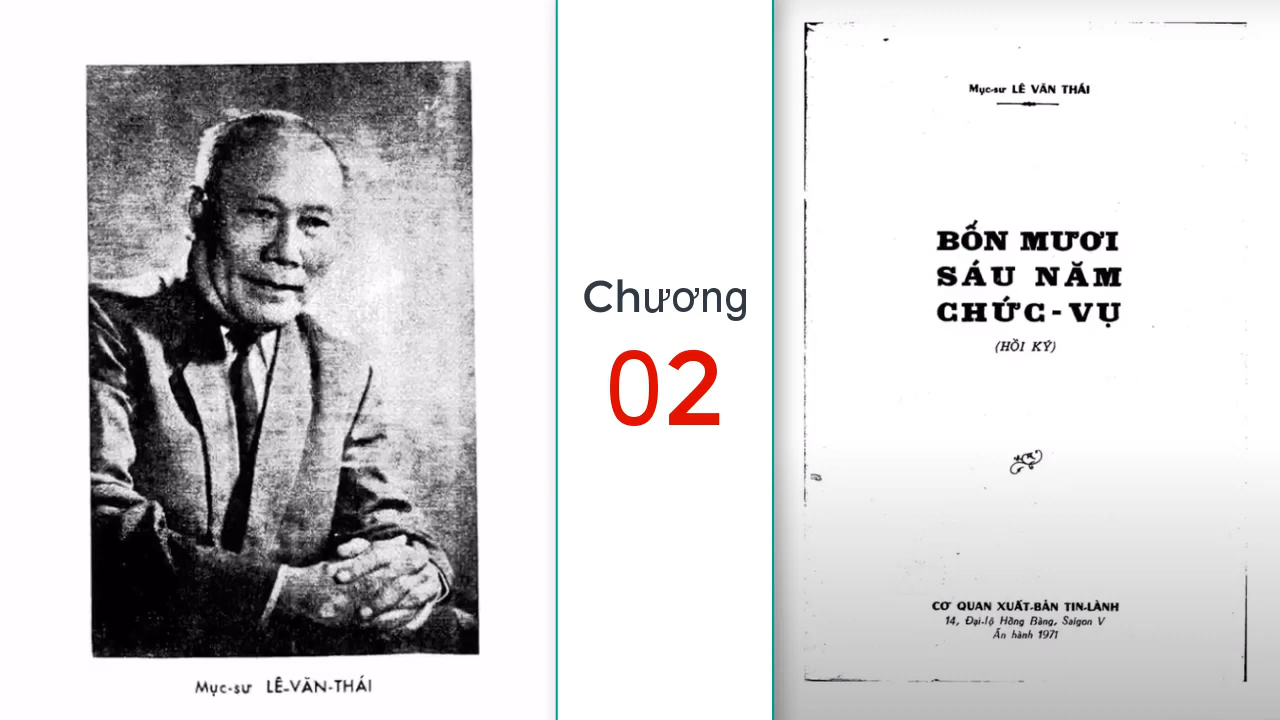 Mục-sư LÊ-VĂN-THÁI
Chương
02
Mục-sư LÊ VĂN THÁI
BỐN MƯƠI
SÁU NĂM
CHỨC-VỤ
(HỒI KÝ)
CƠ QUAN XUẤT-BẢN TIN-LÀNH
14, Đại-lộ Hồng Bàng, Saigon V
Ấn hành 1971